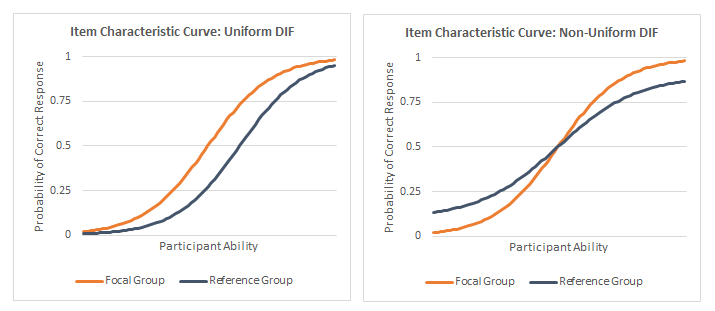 Item Characteristic Curve: Uniform DIF
Probability of Correct Response
1
0.75
0.5
0.25
0
Participant Ability
Focal Group
Reference Group
Item Characteristic Curve: Non-Uniform DIF
Probability of Correct Response
1
0.75
0.5
0.25
0
Participant Ability
Focal Group
Reference Group